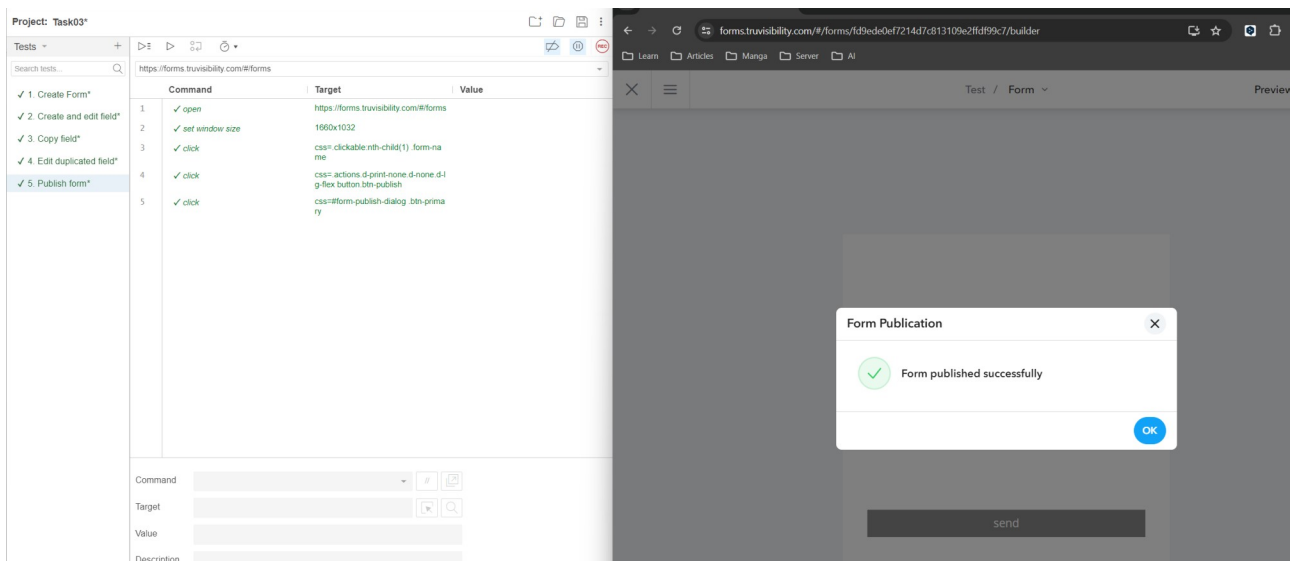 Project: Task03*
Tests
Search tests...
✓ 1. Create Form*
✓ 2. Create and edit field*
✓ 3. Copy field*
✓ 4. Edit duplicated field*
✓ 5. Publish form*
REC
https://forms.truvisibility.com/#/forms
Command Target Value
1 ✓ open https://forms.truvisibility.com/#/forms
2 ✓ set window size 1660x1032
3 ✓ click css=.clickable:nth-child(1) .form-na
me
4 ✓ click css=.actions.d-print-none.d-none.d-l
g-flex button.btn-publish
5 ✓ click css=#form-publish-dialog .btn-prima
ry
Command
//
Target
Value
Description
forms.truvisibility.com/#/forms/fd9ede0ef7214d7c813109e2ffdf99c7/builder
Learn Articles Manga Server AI
Test / Form Preview
Form Publication
Form published successfully
OK
send